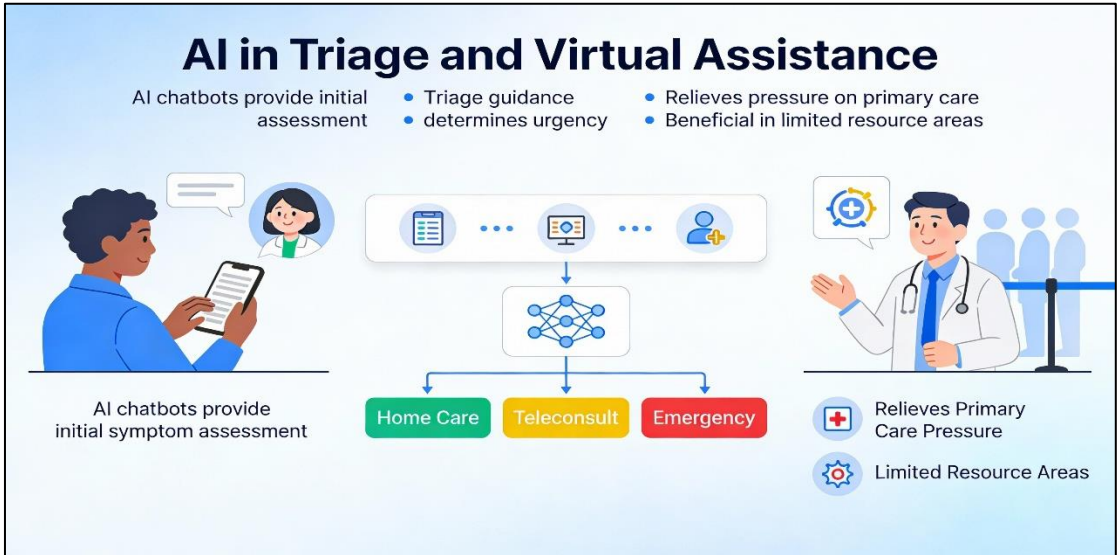 AI in Triage and Virtual Assistance
AI chatbots provide initial
assessment
• Triage guidance
• determines urgency
• Relieves pressure on primary care
• Beneficial in limited resource areas
AI chatbots provide
initial symptom assessment
Home Care
Teleconsult
Emergency
Relieves Primary
Care Pressure
Limited Resource Areas